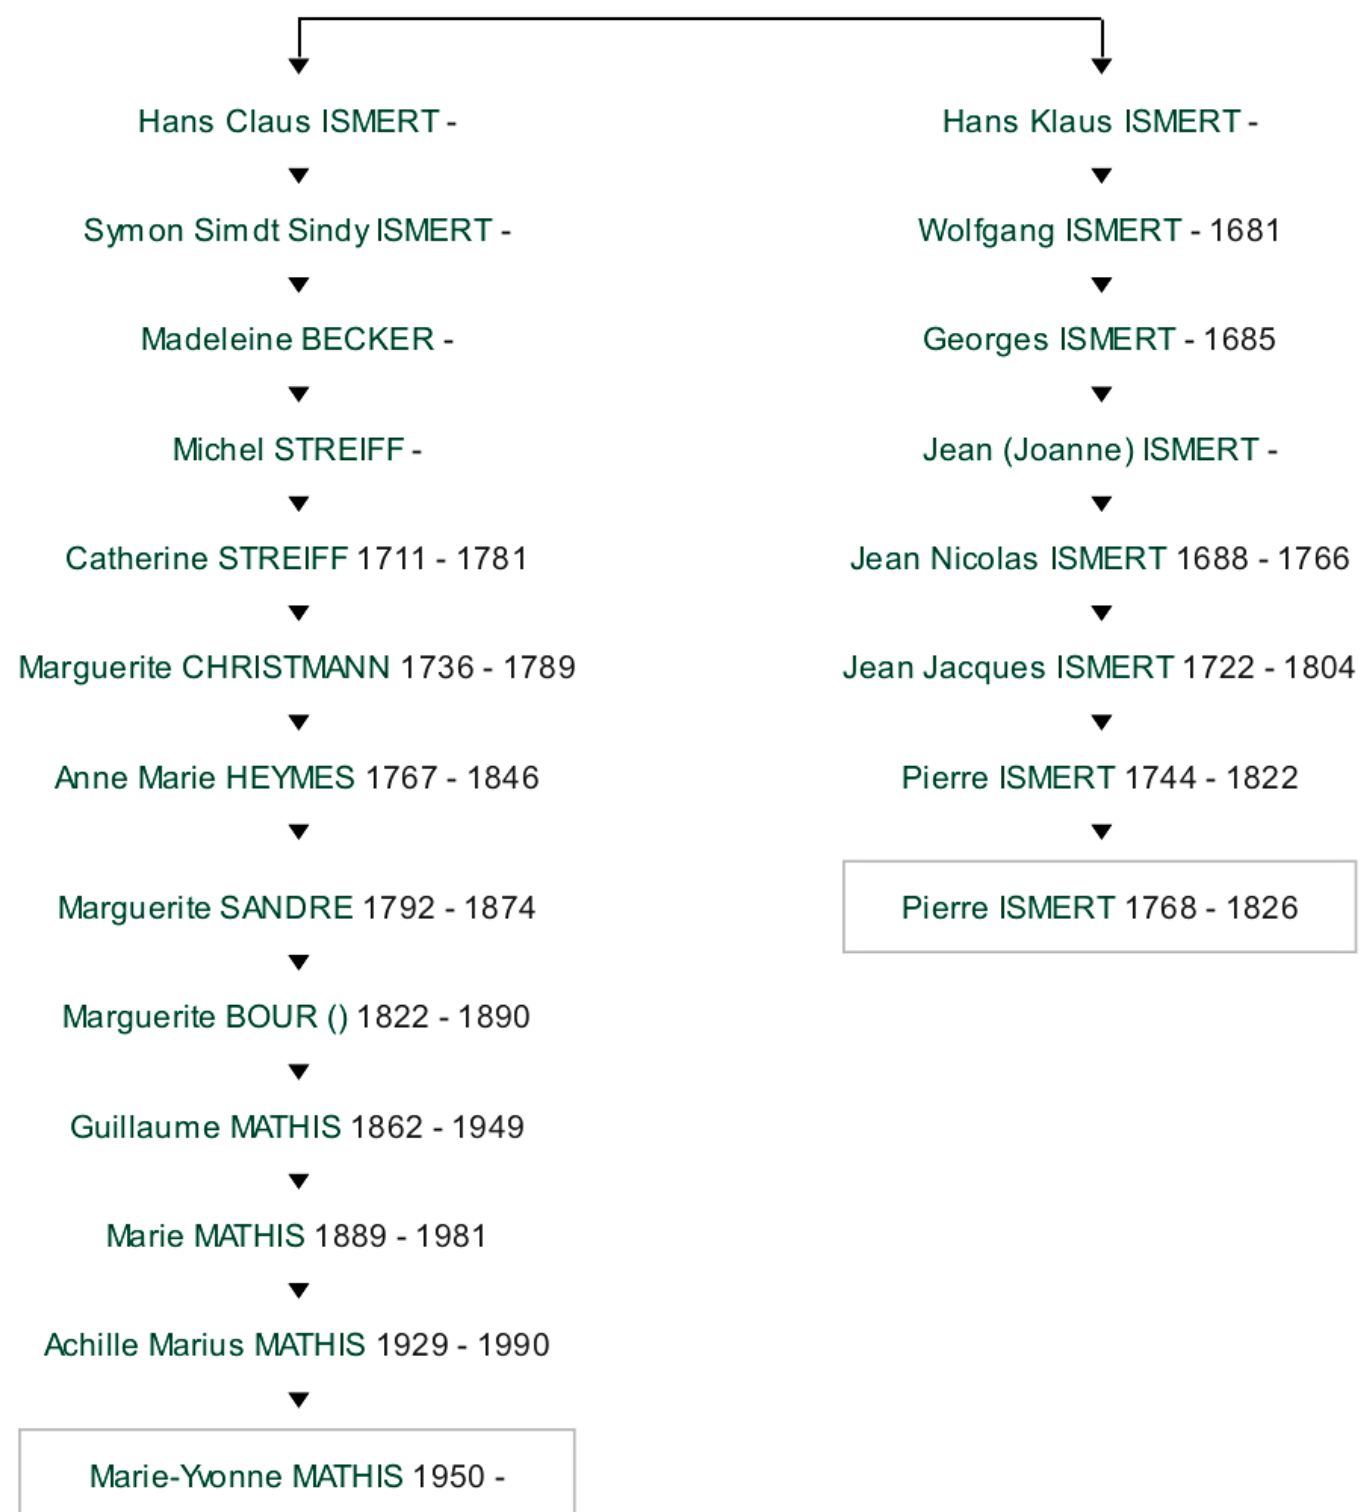 Hans Claus ISMERT -
Hans Klaus ISMERT -
Symon Simdt Sindy ISMERT -
Wolfgang ISMERT - 1681
Madeleine BECKER -
Georges ISMERT - 1685
Michel STREIFF -
Jean (Joanne) ISMERT -
Catherine STREIFF 1711 - 1781
Jean Nicolas ISMERT 1688 - 1766
Marguerite CHRISTMANN 1736 - 1789
Jean Jacques ISMERT 1722 - 1804
Anne Marie HEYMES 1767 - 1846
Pierre ISMERT 1744 - 1822
Marguerite SANDRE 1792 - 1874
Pierre ISMERT 1768 - 1826
Marguerite BOUR () 1822 - 1890
Guillaume MATHIS 1862 - 1949
Marie MATHIS 1889 - 1981
Achille Marius MATHIS 1929 - 1990
Marie-Yvonne MATHIS 1950 -